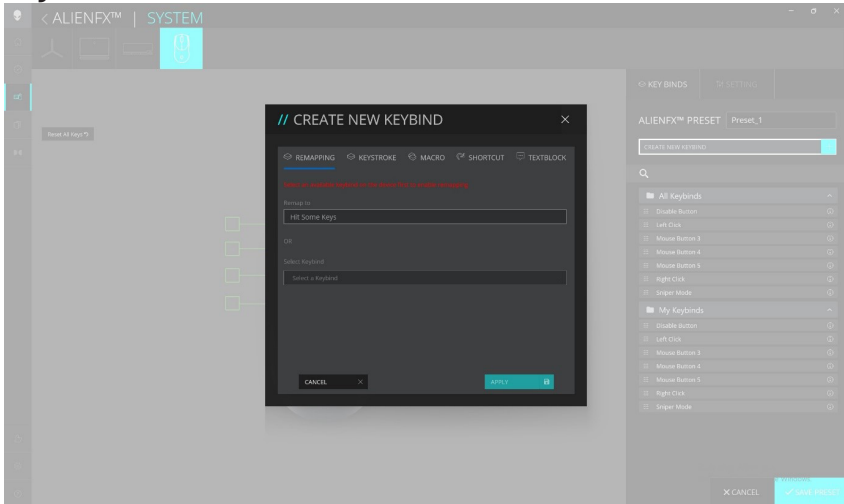 < ALIENFX™ | SYSTEM
KEY BINDS
SETTING
Reset All Keys
ALIENFX™ PRESET Preset_1
CREATE NEW KEYBIND
// CREATE NEW KEYBIND
REMAPPING KEYSTROKE MACRO SHORTCUT TEXTBLOCK
Remap to
Hit Some Keys
OR
Select Keybind
Select a Keybind
CANCEL
APPLY
All Keybinds
Disable Button
Left Click
Mouse Button 3
Mouse Button 4
Mouse Button 5
Right Click
Sniper Mode
My Keybinds
Disable Button
Left Click
Mouse Button 3
Mouse Button 4
Mouse Button 5
Right Click
Sniper Mode
CANCEL
SAVE PRESET